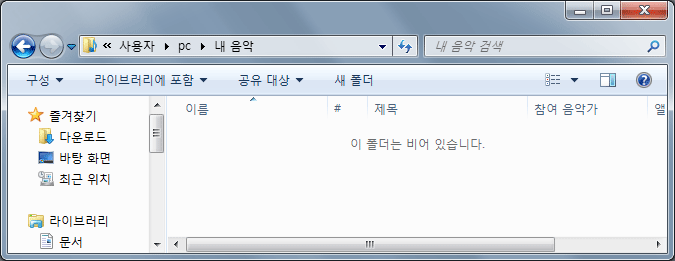 « 사용자 ▸ pc ▸ 내 음악
내 음악 검색
구성 라이브러리에 포함 공유 대상 새 폴더
이름 # 제목 참여 음악가 앨
이 폴더는 비어 있습니다.
즐겨찾기
다운로드
바탕 화면
최근 위치
라이브러리
문서